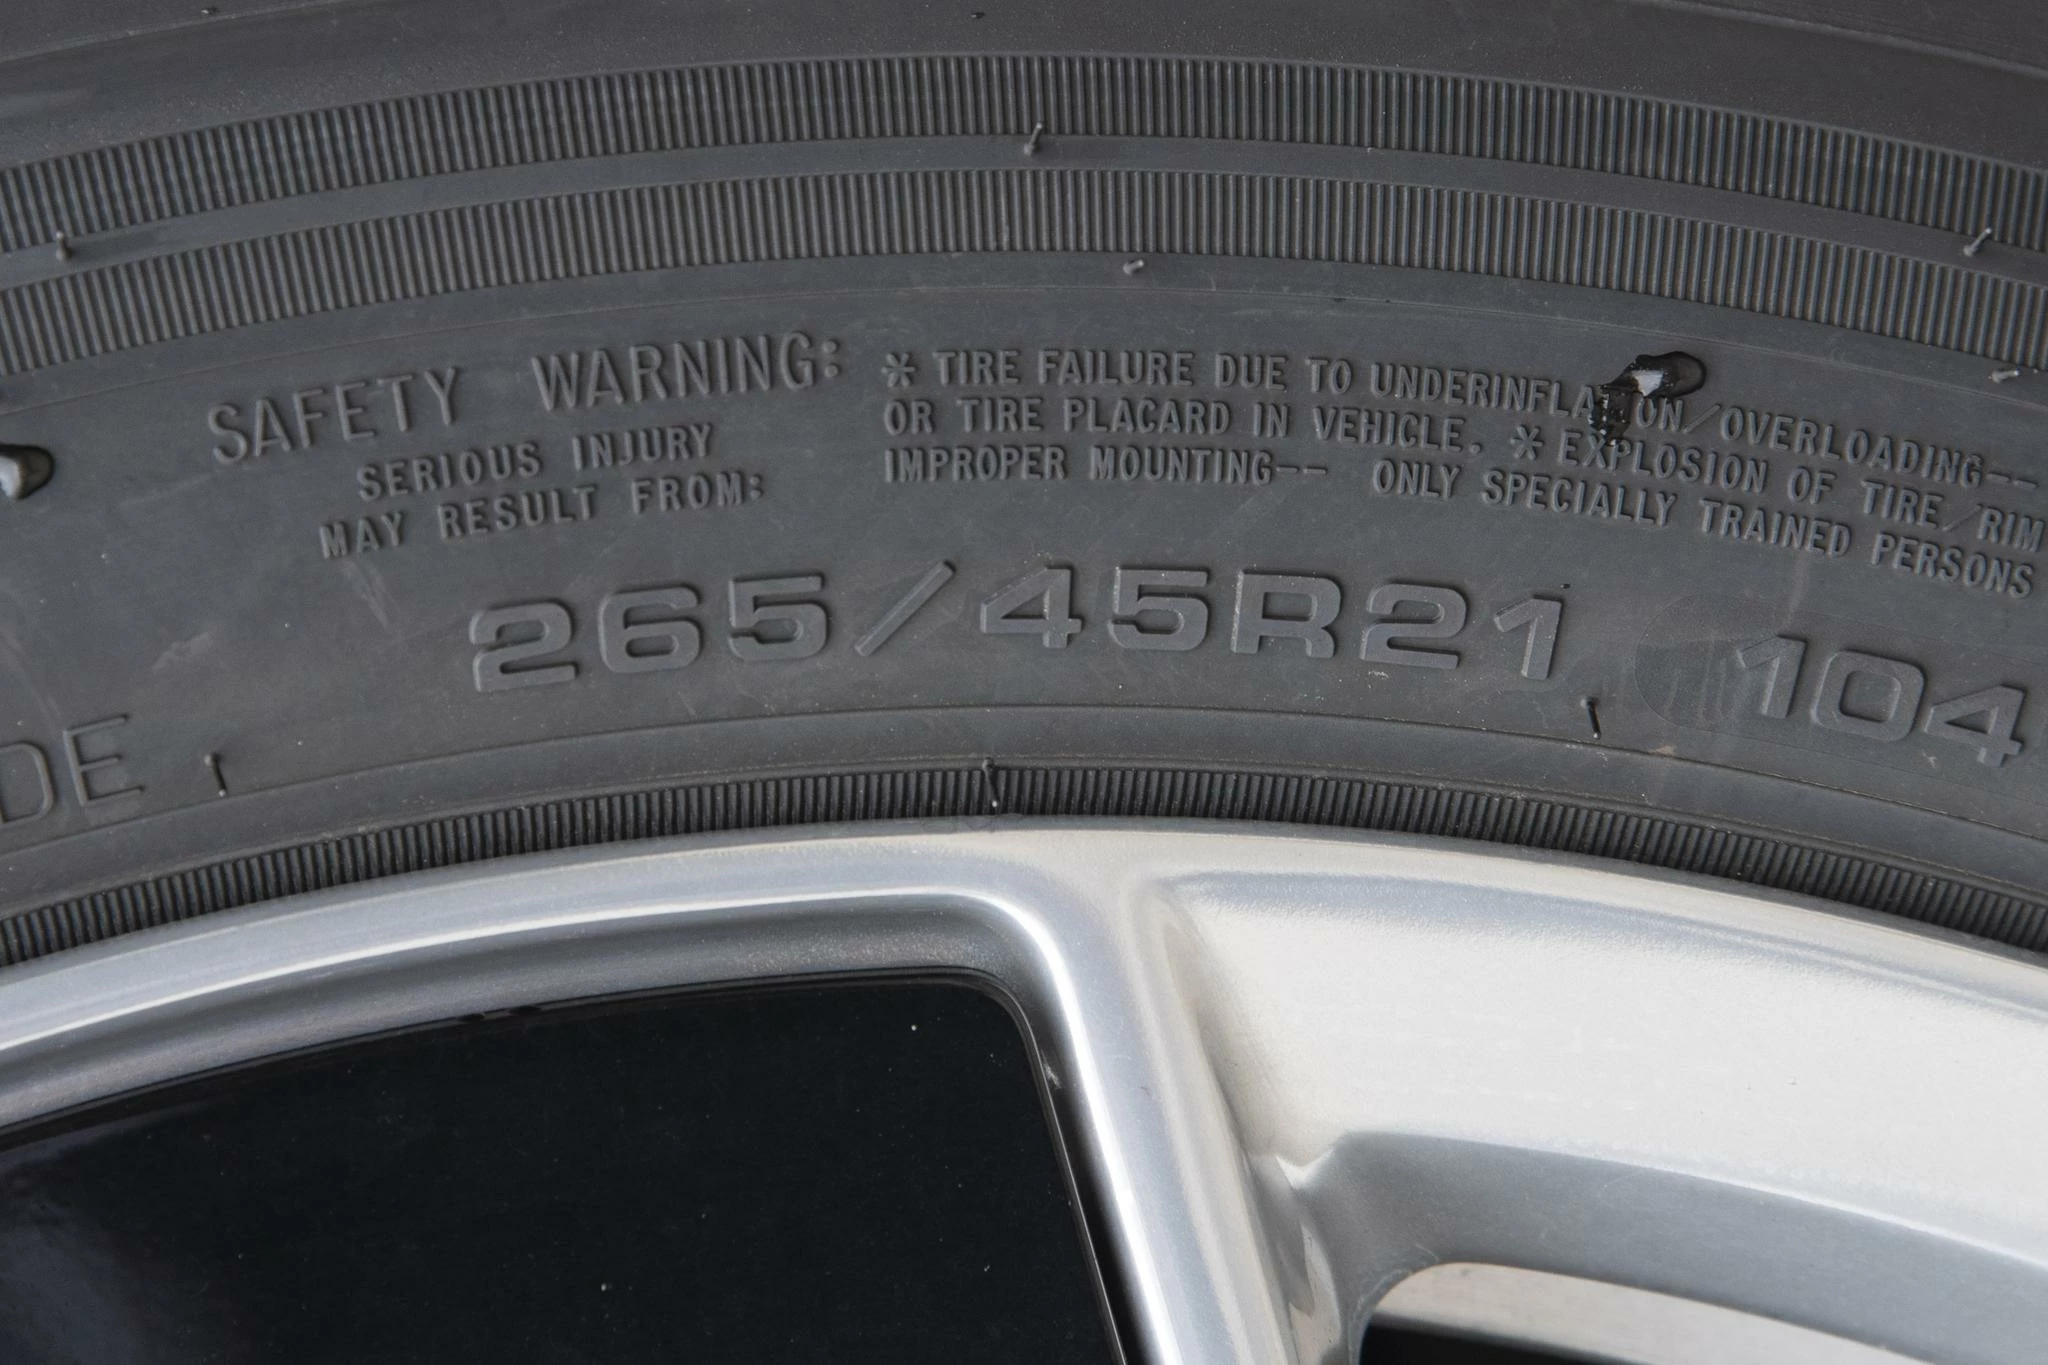 SAFETY WARNING:
SERIOUS INJURY
MAY RESULT FROM:
* TIRE FAILURE DUE TO UNDERINFLATION/OVERLOADING--
OR TIRE PLACARD IN VEHICLE. * EXPLOSION OF TIRE/RIM
IMPROPER MOUNTING-- ONLY SPECIALLY TRAINED PERSONS
265/45R21 104
DE